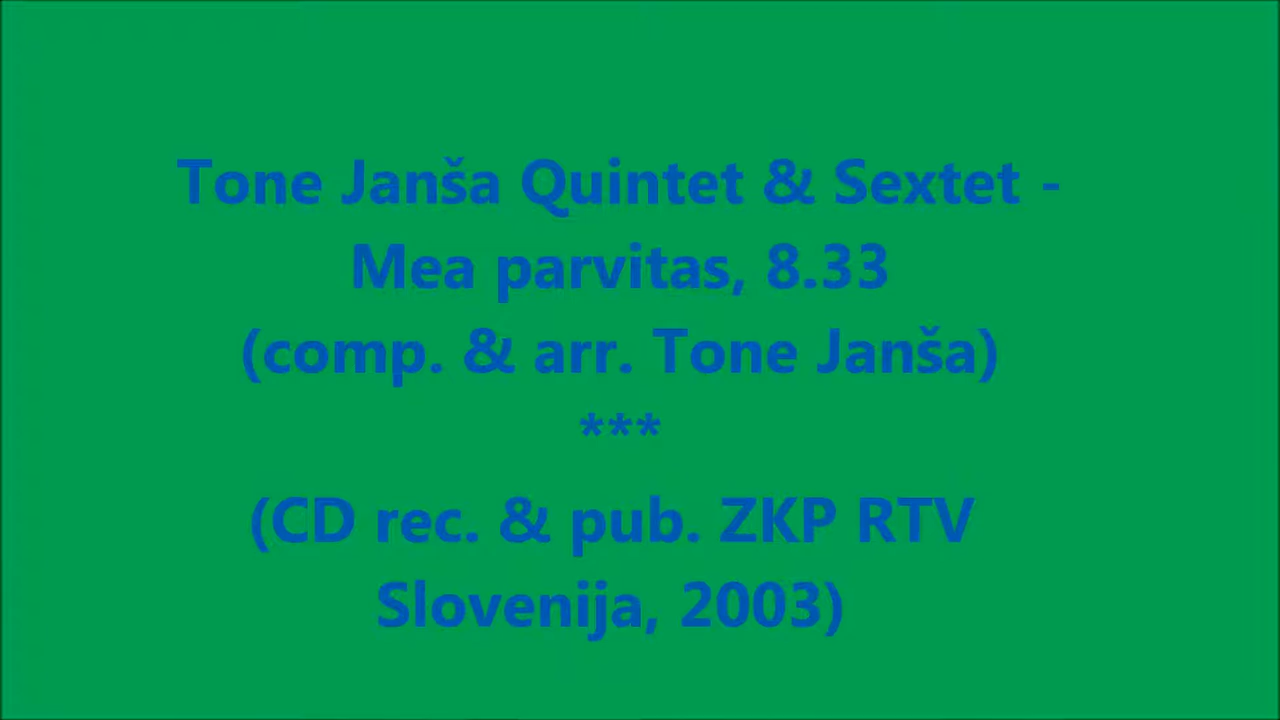 Tone Janša Quintet & Sextet -
Mea parvitas, 8.33
(comp. & arr. Tone Janša)
***
(CD rec. & pub. ZKP RTV
Slovenija, 2003)